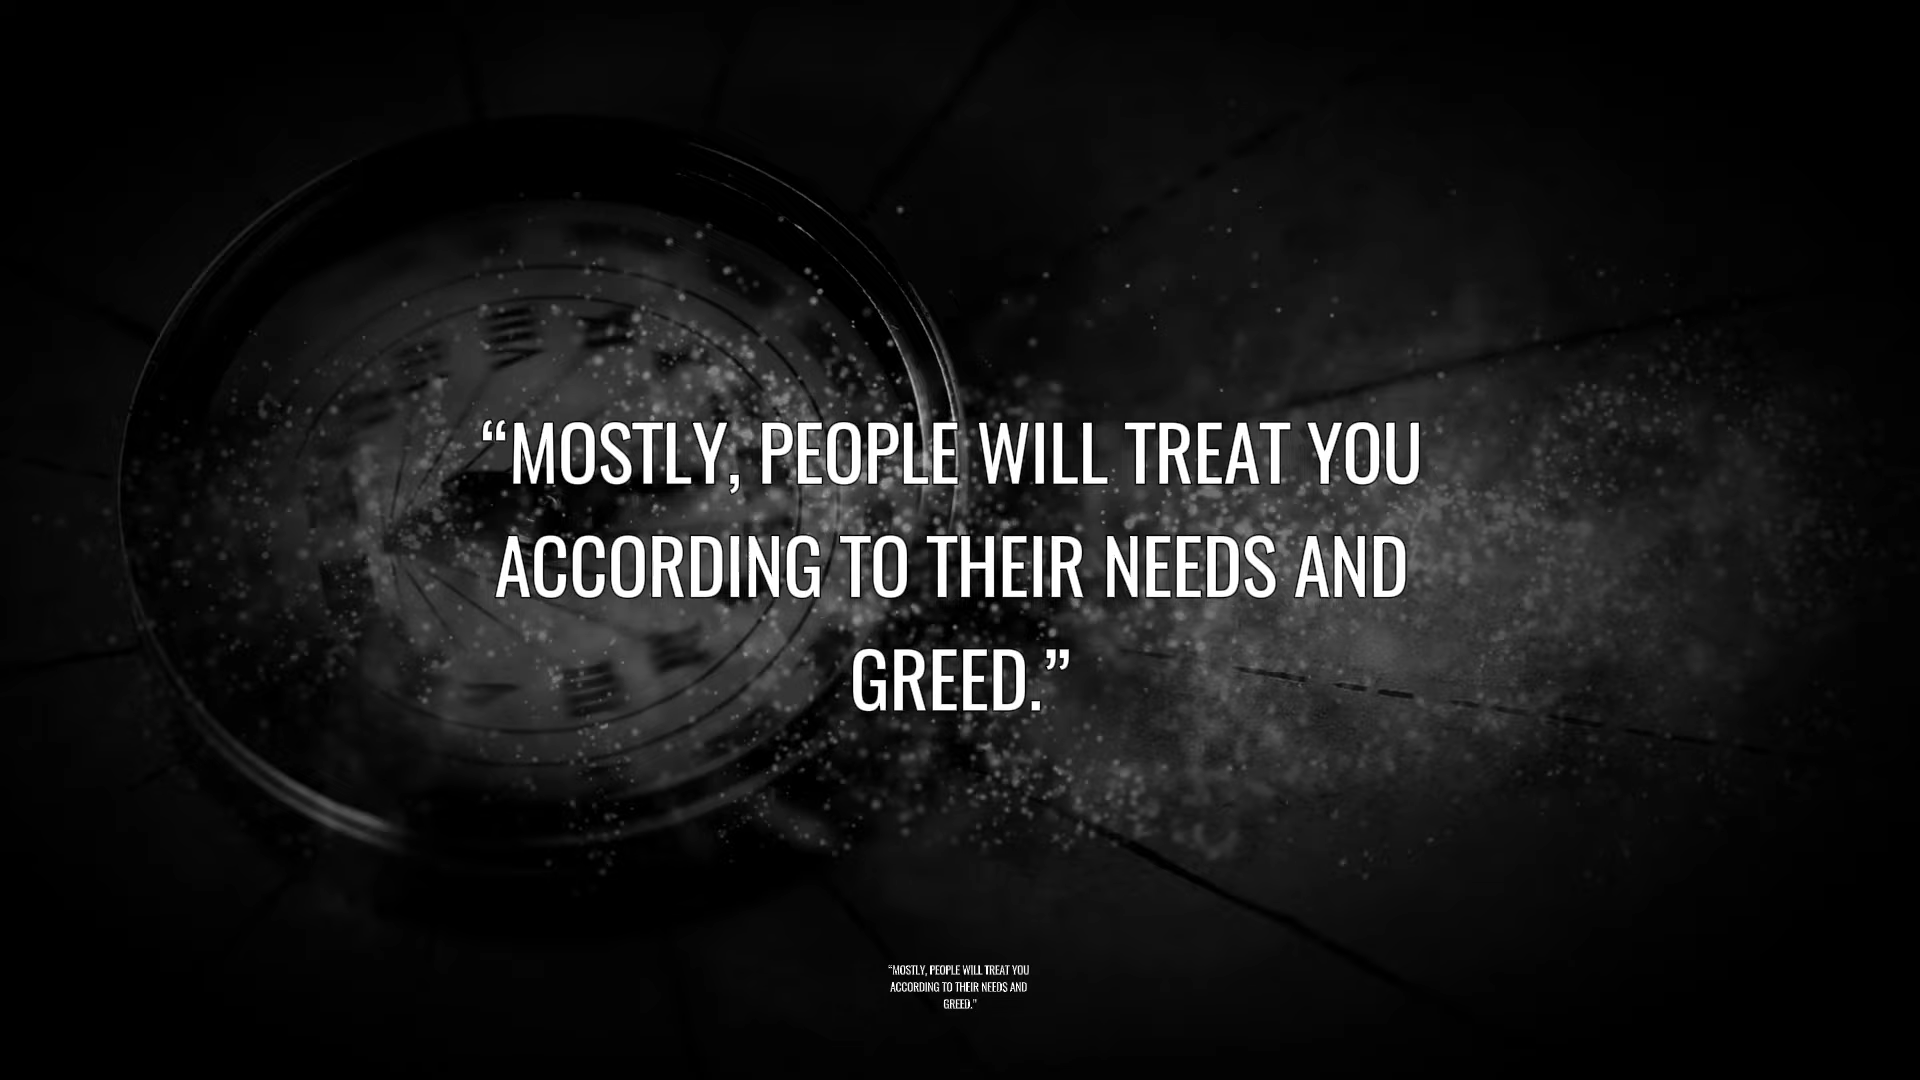 “MOSTLY, PEOPLE WILL TREAT YOU
ACCORDING TO THEIR NEEDS AND
GREED.”
“MOSTLY, PEOPLE WILL TREAT YOU
ACCORDING TO THEIR NEEDS AND
GREED.”